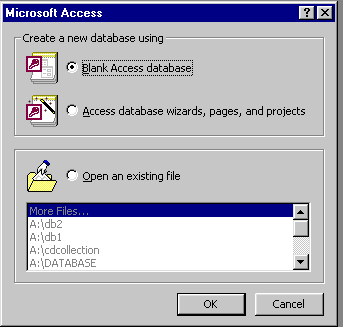 Microsoft Access
Create a new database using
Blank Access database
Access database wizards, pages, and projects
Open an existing file
More Files...
A:\db2
A:\db1
A:\cdcollection
A:\DATABASE
OK
Cancel